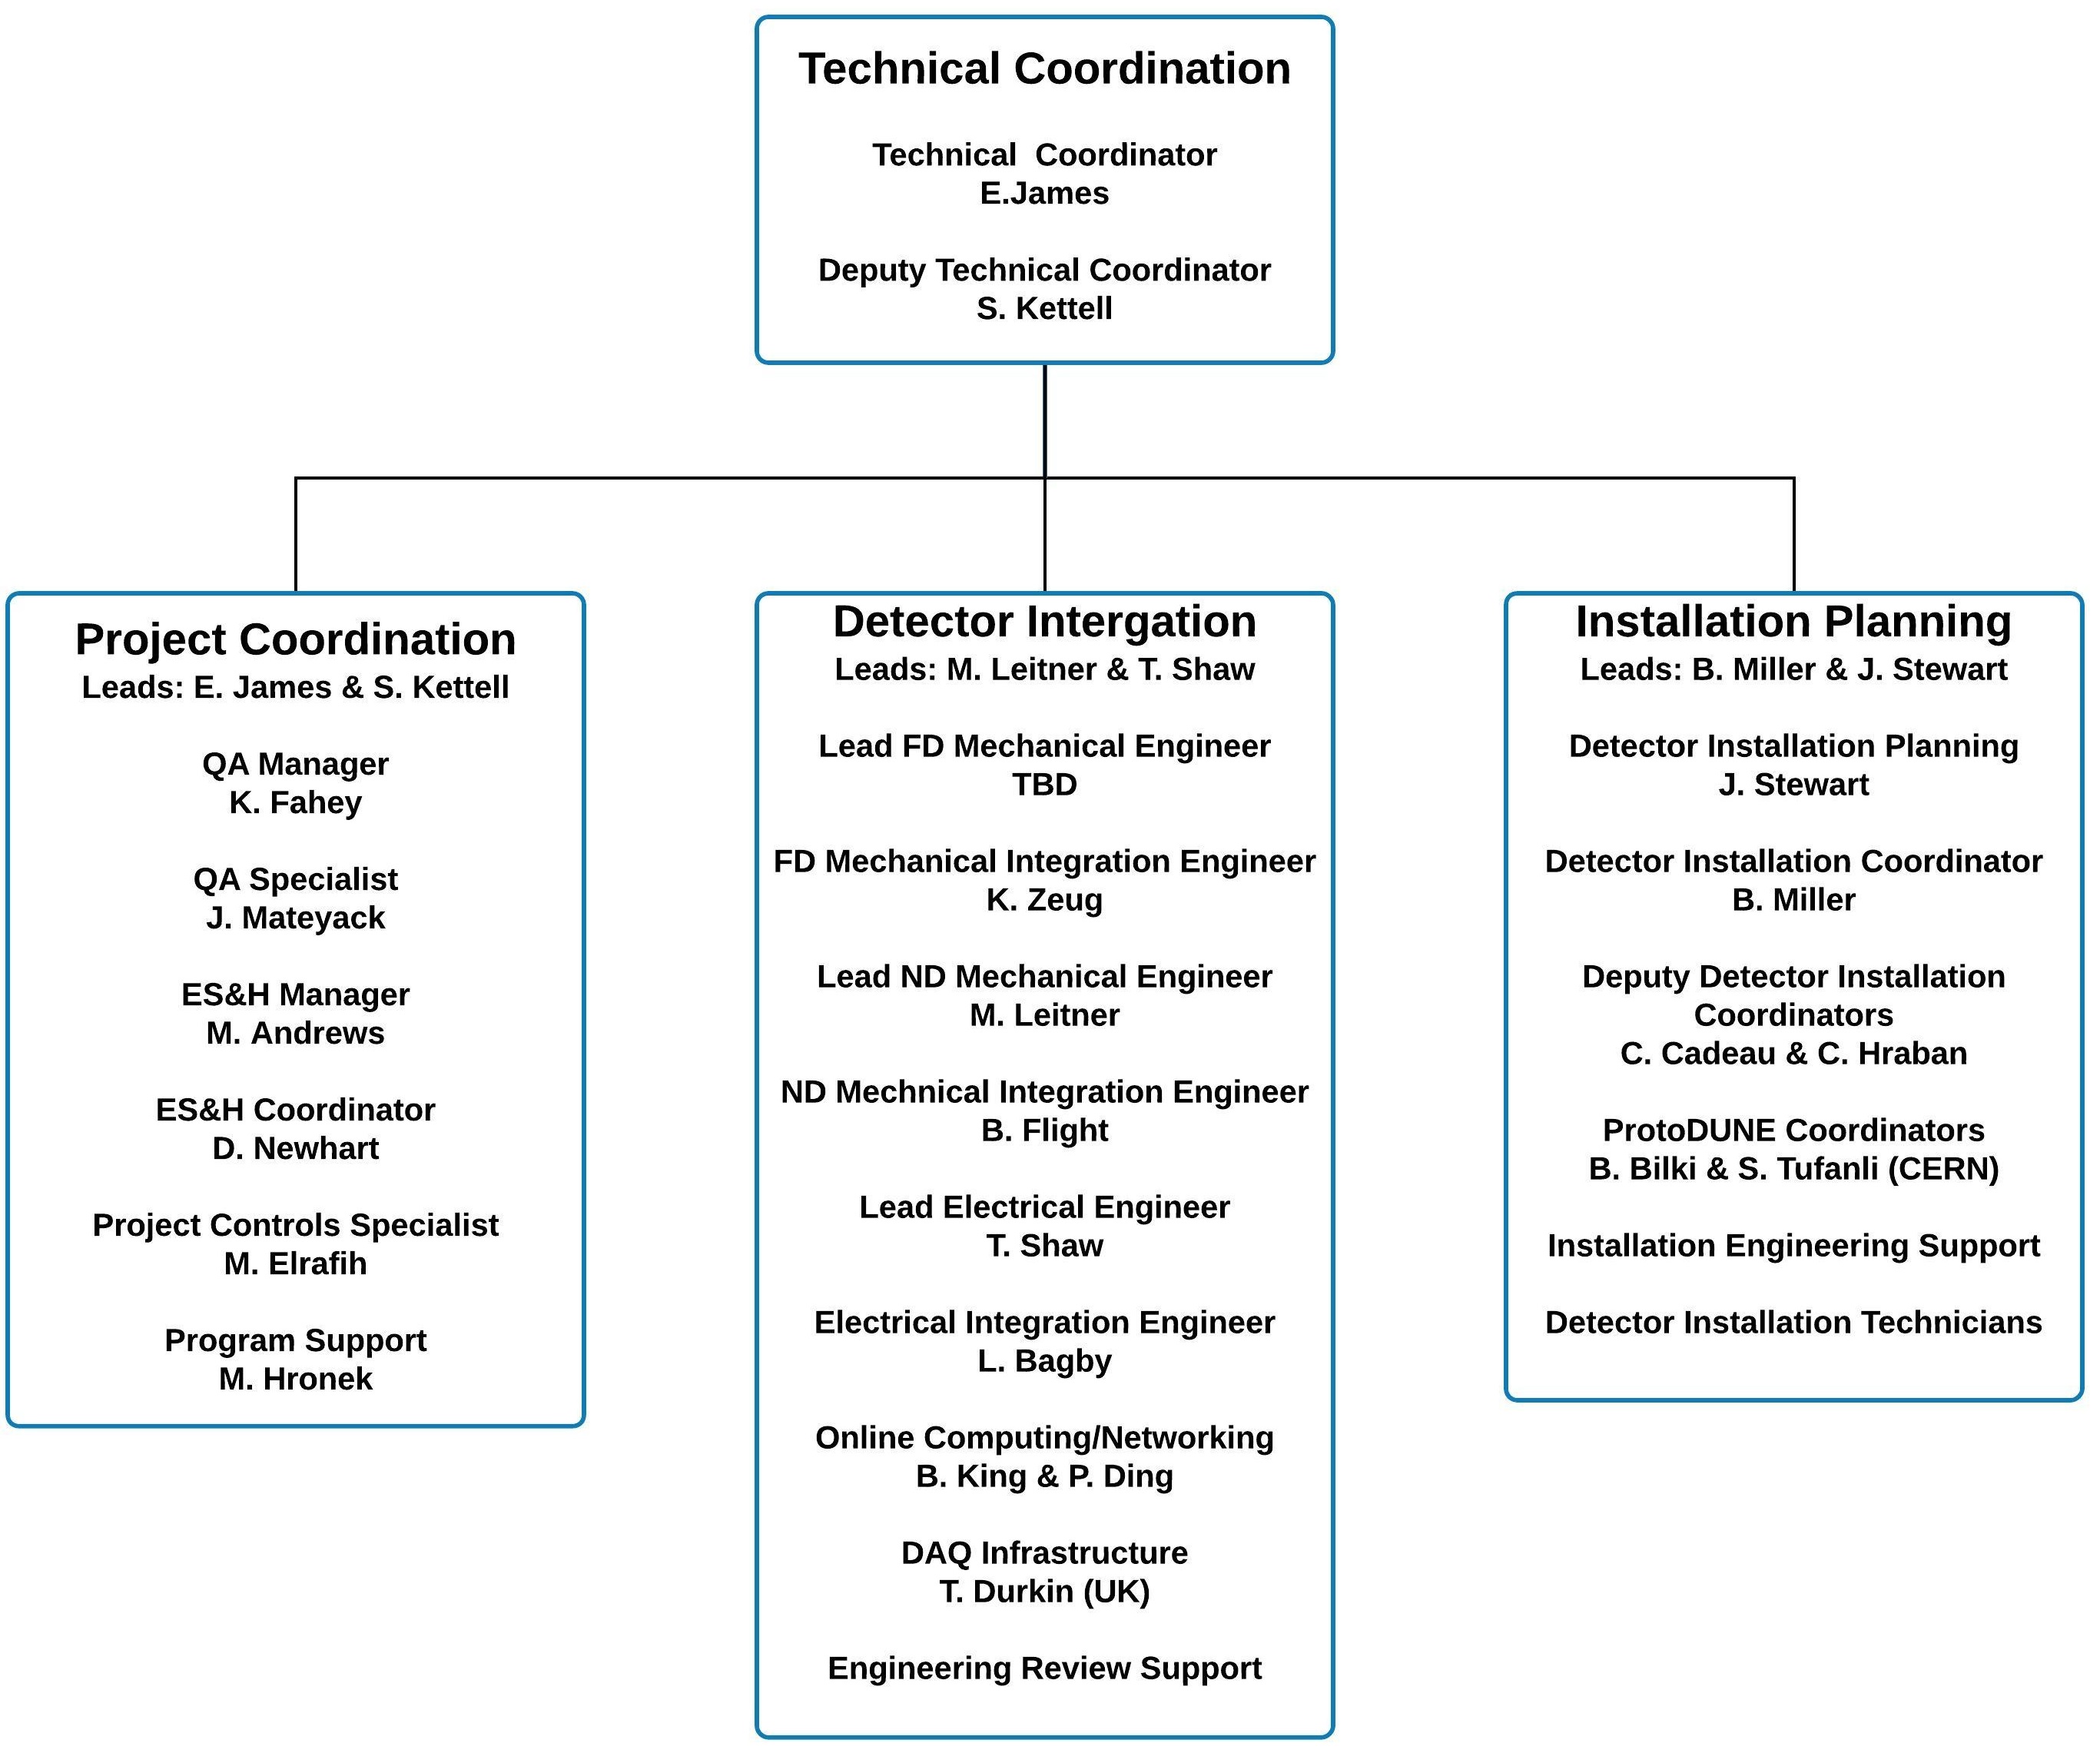 Technical Coordination
Technical  Coordinator
E.James
Deputy Technical Coordinator
S. Kettell
Project Coordination
Leads: E. James & S. Kettell
QA Manager
K. Fahey
QA Specialist
J. Mateyack
ES&H Manager
M. Andrews
ES&H Coordinator
D. Newhart
Project Controls Specialist
M. Elrafih
Program Support
M. Hronek
Detector Intergation
Leads: M. Leitner & T. Shaw
Lead FD Mechanical Engineer
TBD
FD Mechanical Integration Engineer
K. Zeug
Lead ND Mechanical Engineer
M. Leitner
ND Mechnical Integration Engineer
B. Flight
Lead Electrical Engineer
T. Shaw
Electrical Integration Engineer
L. Bagby
Online Computing/Networking
B. King & P. Ding
DAQ Infrastructure
T. Durkin (UK)
Engineering Review Support
Installation Planning
Leads: B. Miller & J. Stewart
Detector Installation Planning
J. Stewart
Detector Installation Coordinator
B. Miller
Deputy Detector Installation
Coordinators
C. Cadeau & C. Hraban
ProtoDUNE Coordinators
B. Bilki & S. Tufanli (CERN)
Installation Engineering Support
Detector Installation Technicians